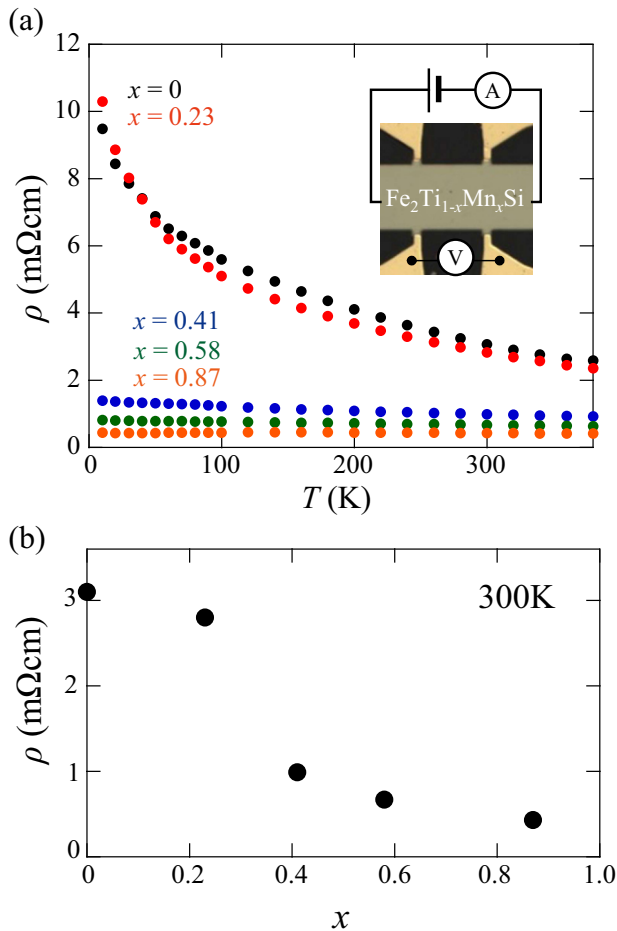 (a)
12
10
8
6
4
2
0
ρ (mΩcm)
x = 0
x = 0.23
A
Fe₂Ti₁₋ₓMnₓSi
V
x = 0.41
x = 0.58
x = 0.87
0 100 200 300
T (K)
(b)
3
2
1
0
ρ (mΩcm)
300K
0 0.2 0.4 0.6 0.8 1.0
x